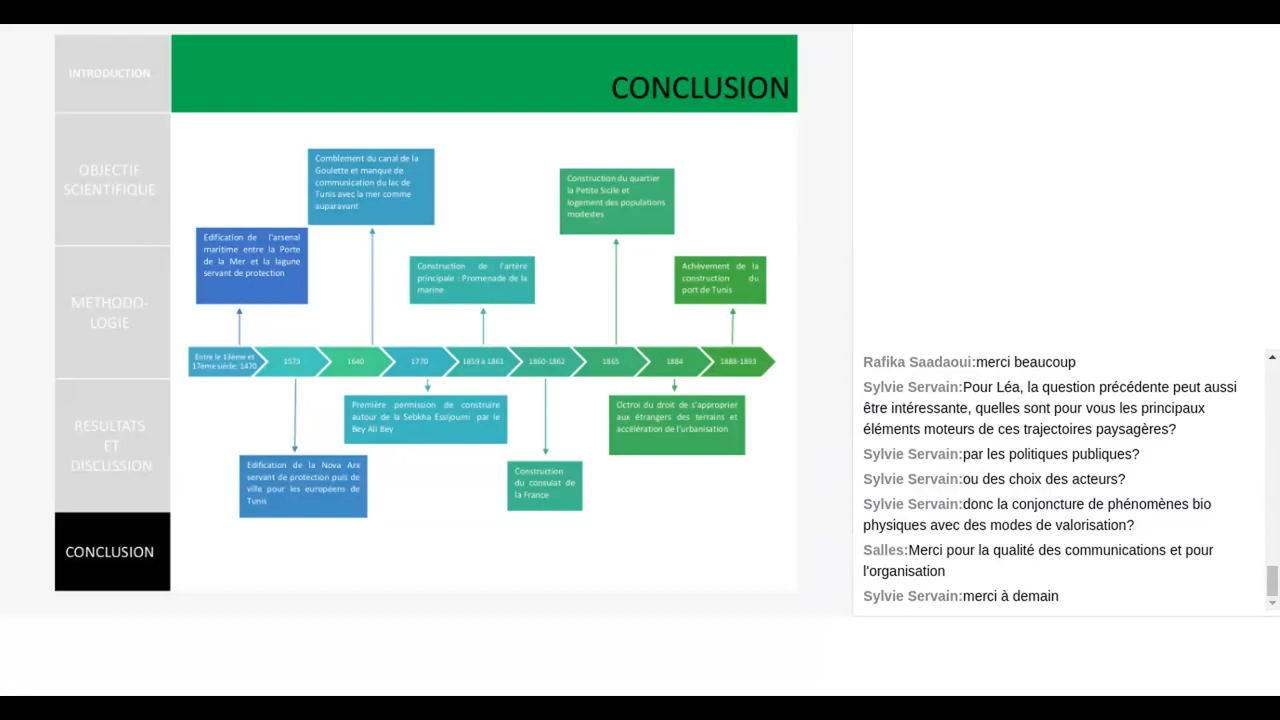 INTRODUCTION
OBJECTIF
SCIENTIFIQUE
METHODO-
LOGIE
RESULTATS
ET
DISCUSSION
CONCLUSION
CONCLUSION
Comblement du canal de la
Goulette et manque de
communication du lac de
Tunis avec la mer comme
auparavant
Construction du quartier
la Petite Sicile et
logement des populations
modestes
Edification de l'arsenal
maritime entre la Porte
de la Mer et la lagune
servant de protection
Construction de l'artère
principale : Promenade de la
marine
Achèvement de la
construction du
port de Tunis
Entre le 13ème et
17ème siècle: 1470
1573
1640
1770
1859 à 1861
1860-1862
1865
1884
1888-1893
Première permission de construire
autour de la Sebkha Essijoumi par le
Bey Ali Bey
Octroi du droit de s'approprier
aux étrangers des terrains et
accélération de l'urbanisation
Edification de la Nova Arx
servant de protection puis de
ville pour les européens de
Tunis
Construction
du consulat de
la France
Rafika Saadaoui:merci beaucoup
Sylvie Servain:Pour Léa, la question précédente peut aussi
être intéressante, quelles sont pour vous les principaux
éléments moteurs de ces trajectoires paysagères?
Sylvie Servain:par les politiques publiques?
Sylvie Servain:ou des choix des acteurs?
Sylvie Servain:donc la conjoncture de phénomènes bio
physiques avec des modes de valorisation?
Salles:Merci pour la qualité des communications et pour
l'organisation
Sylvie Servain:merci à demain